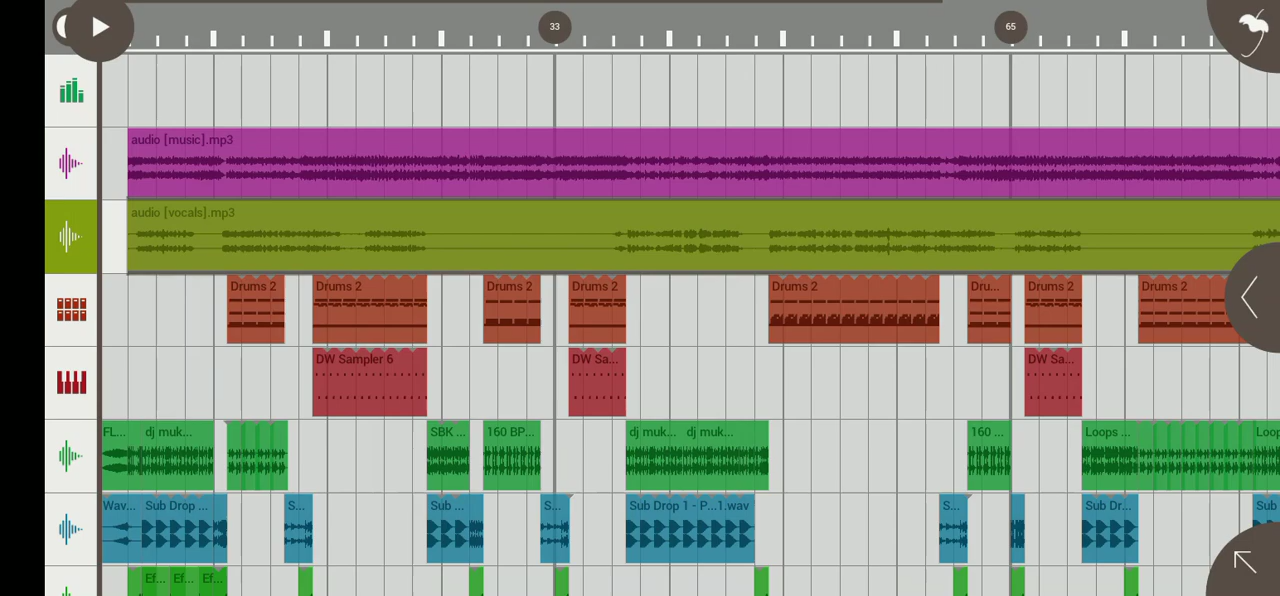 33
65
audio [music].mp3
audio [vocals].mp3
Drums 2 Drums 2 Drums 2 Drums 2 Drums 2 Dru... Drums 2 Drums 2
DW Sampler 6 DW Sa... DW Sa...
FL... dj muk... SBK ... 160 BP... dj muk... dj muk... 160 ... Loops ... Loop
Wav... Sub Drop ... S... Sub ... S... Sub Drop 1 - P...1.wav S... Sub Dr... Sub
Ef... Ef... Ef...